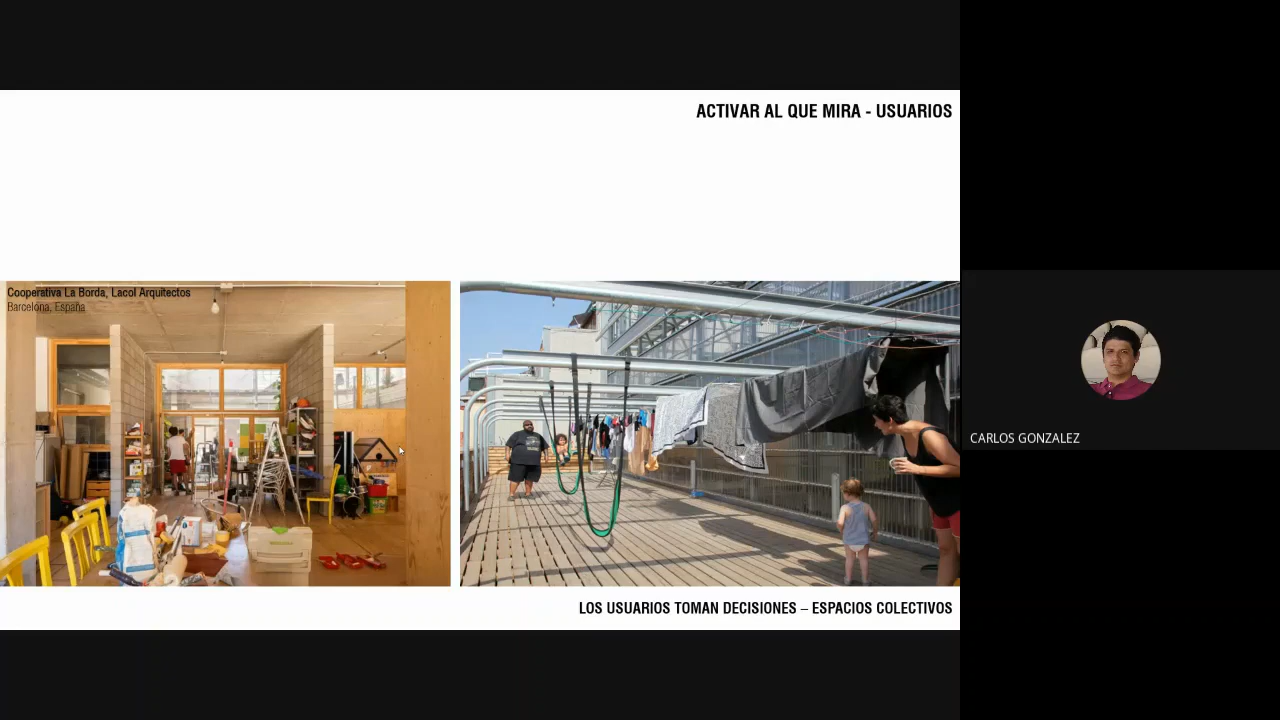 ACTIVAR AL QUE MIRA - USUARIOS
Cooperativa La Borda, Lacol Arquitectos
Barcelona, España
CARLOS GONZALEZ
LOS USUARIOS TOMAN DECISIONES – ESPACIOS COLECTIVOS